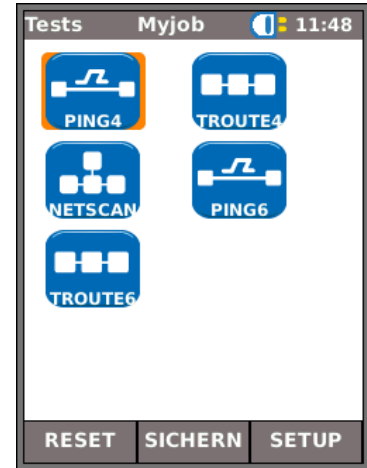 Tests Myjob 11:48
PING4 TROUTE4
NETSCAN PING6
TROUTE6
RESET SICHERN SETUP